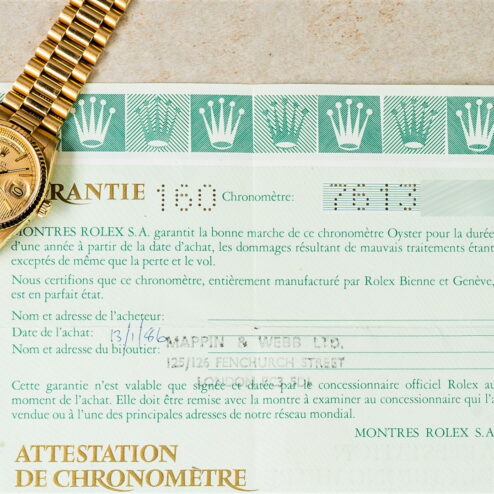 GARANTIE 160 Chronomètre: 7613
MONTRES ROLEX S.A. garantit la bonne marche de ce chronomètre Oyster pour la durée
d'une année à partir de la date d'achat, les dommages résultant de mauvais traitements étant
exceptés de même que la perte et le vol.
Nous certifions que ce chronomètre, entièrement manufacturé par Rolex Bienne et Genève,
est en parfait état.
Nom et adresse de l'acheteur:
Date de l'achat: 13/1/86
Nom et adresse du bijoutier: MAPPIN & WEBB LTD,
125/126 FENCHURCH STREET
LONDON EC3
Cette garantie n'est valable que signée et datée par le concessionnaire officiel Rolex au
moment de l'achat. Elle doit être remise avec la montre à examiner au concessionnaire qui l'a
vendue ou à l'une des principales adresses de notre réseau mondial.
MONTRES ROLEX S.A
ATTESTATION
DE CHRONOMÈTRE